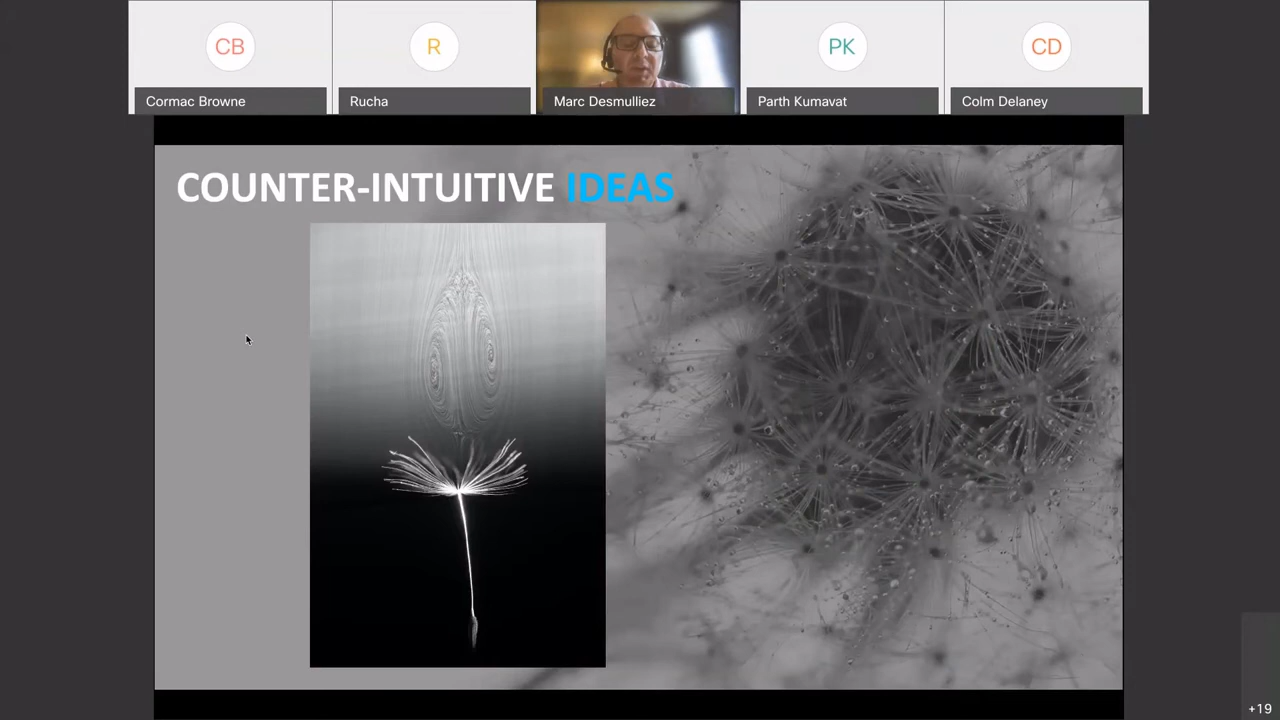 CB
R
PK
CD
Cormac Browne
Rucha
Marc Desmulliez
Parth Kumavat
Colm Delaney
COUNTER-INTUITIVE IDEAS
+19